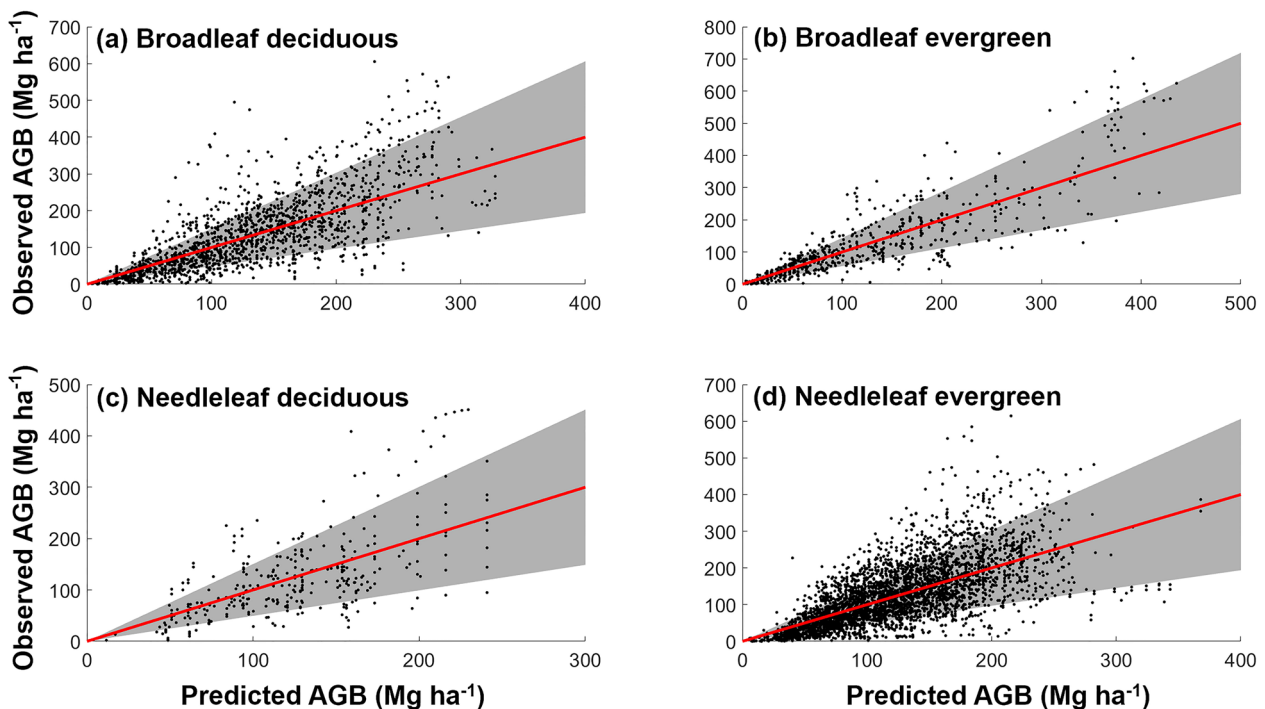 (a) Broadleaf deciduous
Observed AGB (Mg ha⁻¹)
700
600
500
400
300
200
100
0
0 100 200 300 400
(b) Broadleaf evergreen
800
700
600
500
400
300
200
100
0
0 100 200 300 400 500
(c) Needleleaf deciduous
Observed AGB (Mg ha⁻¹)
500
400
300
200
100
0
0 100 200 300
Predicted AGB (Mg ha⁻¹)
(d) Needleleaf evergreen
700
600
500
400
300
200
100
0
0 100 200 300 400
Predicted AGB (Mg ha⁻¹)